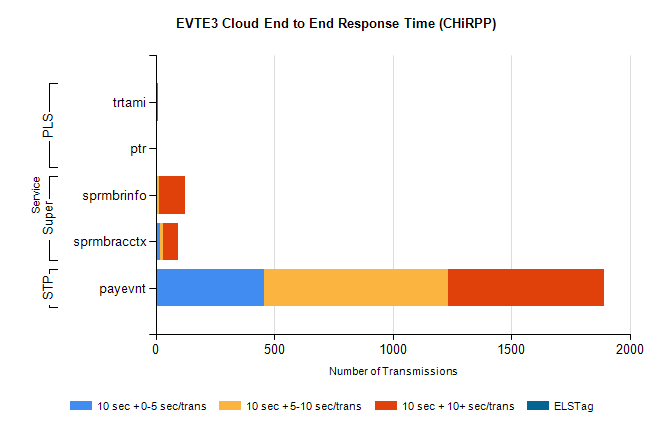 EVTE3 Cloud End to End Response Time (CHiRPP)
PLS
trtami
ptr
Service
Super
sprmbrinfo
sprmbracctx
STP
payevnt
0 500 1000 1500 2000
Number of Transmissions
10 sec +0-5 sec/trans 10 sec +5-10 sec/trans 10 sec + 10+ sec/trans ELSTag